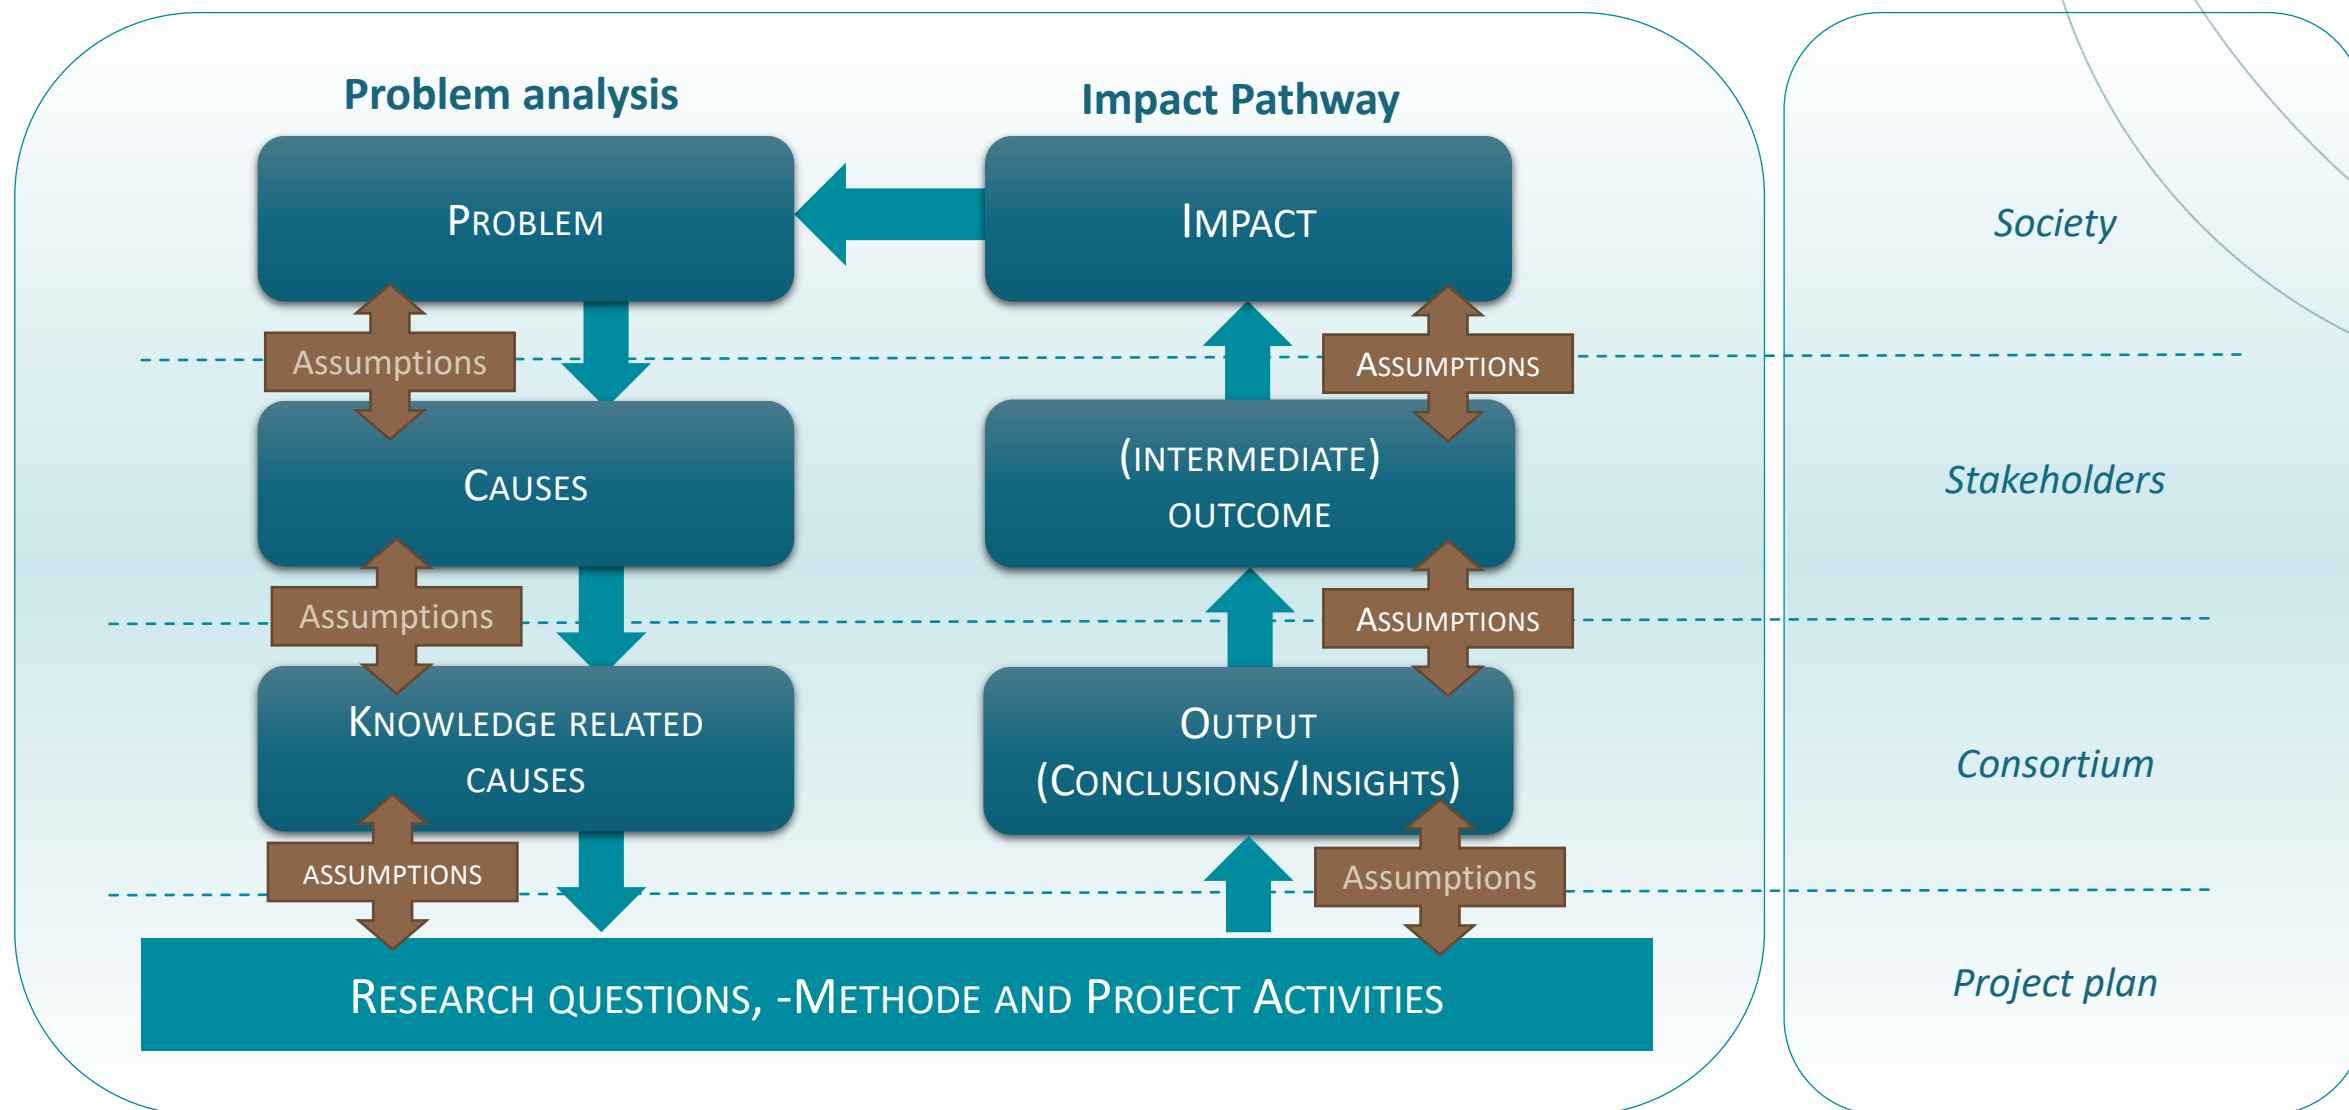 Problem analysis
Impact Pathway
PROBLEM
IMPACT
Society
Assumptions
ASSUMPTIONS
CAUSES
(INTERMEDIATE)
OUTCOME
Stakeholders
Assumptions
ASSUMPTIONS
KNOWLEDGE RELATED
CAUSES
OUTPUT
(CONCLUSIONS/INSIGHTS)
Consortium
ASSUMPTIONS
Assumptions
RESEARCH QUESTIONS, -METHODE AND PROJECT ACTIVITIES
Project plan